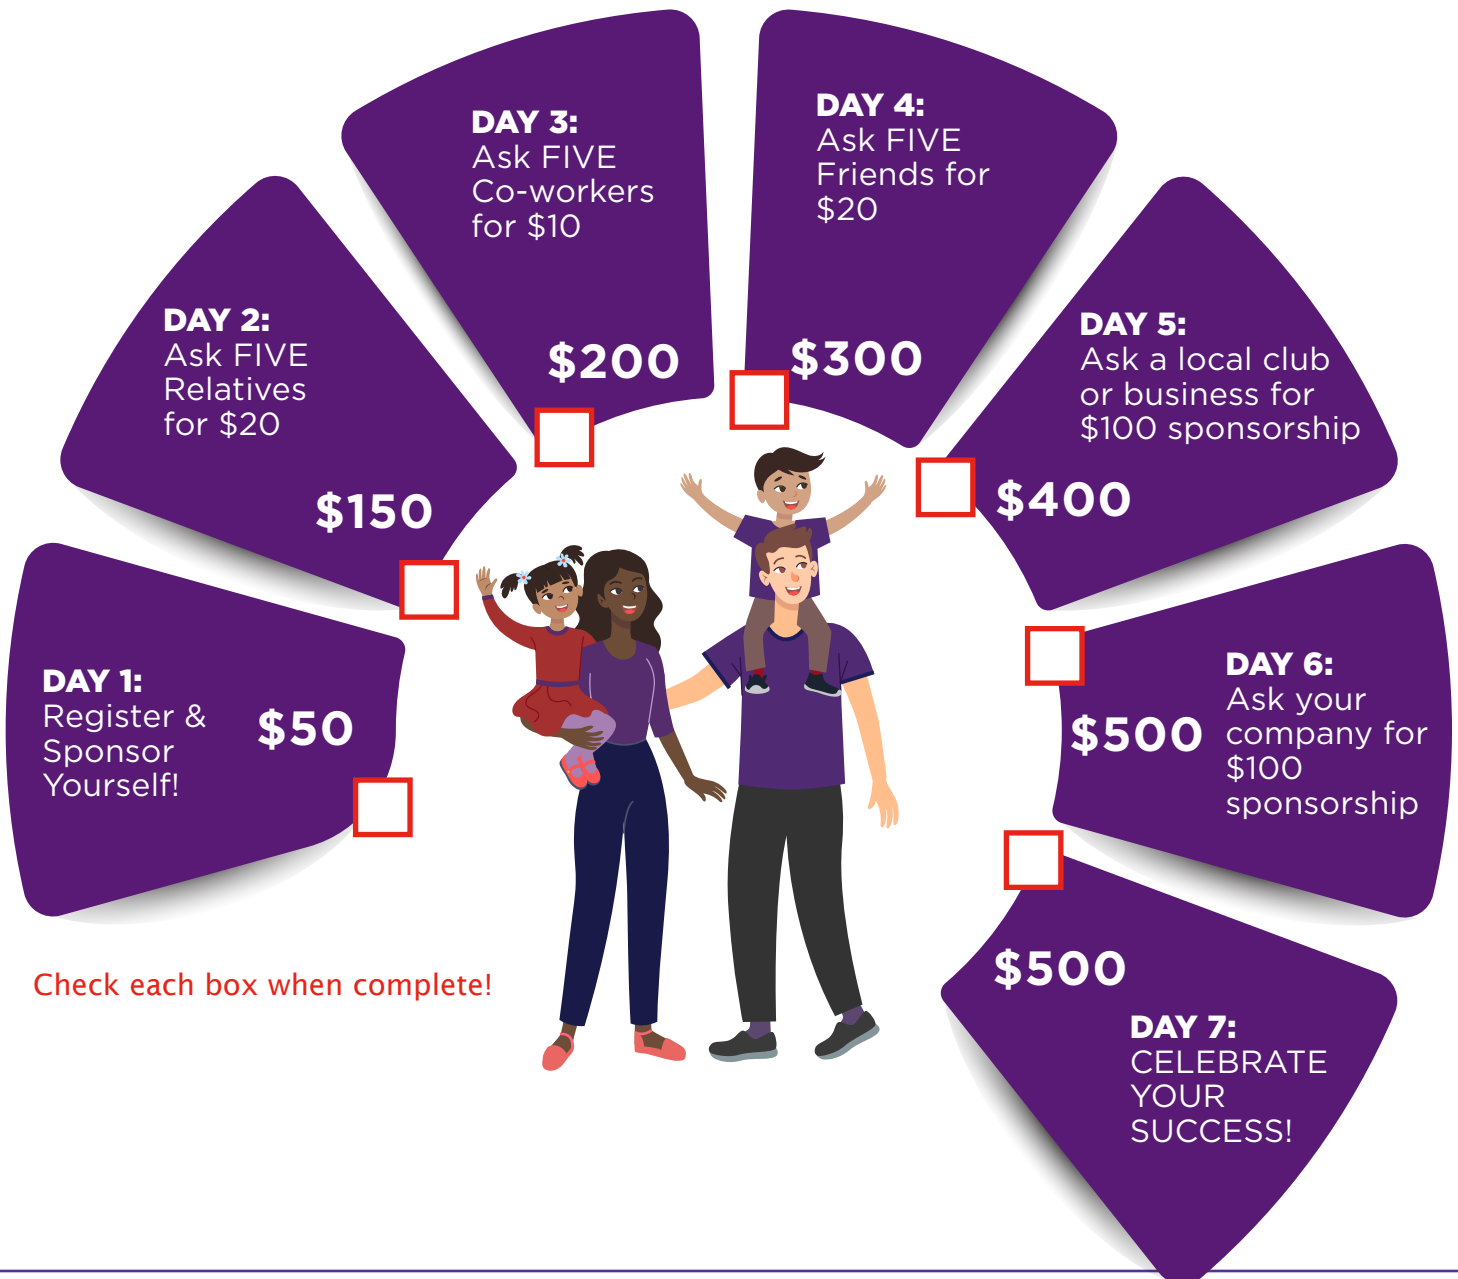 DAY 1:
Register &
Sponsor
Yourself!
$50
DAY 2:
Ask FIVE
Relatives
for $20
$150
DAY 3:
Ask FIVE
Co-workers
for $10
$200
DAY 4:
Ask FIVE
Friends for
$20
$300
DAY 5:
Ask a local club
or business for
$100 sponsorship
$400
DAY 6:
Ask your
company for
$100
sponsorship
$500
$500
DAY 7:
CELEBRATE
YOUR
SUCCESS!
Check each box when complete!